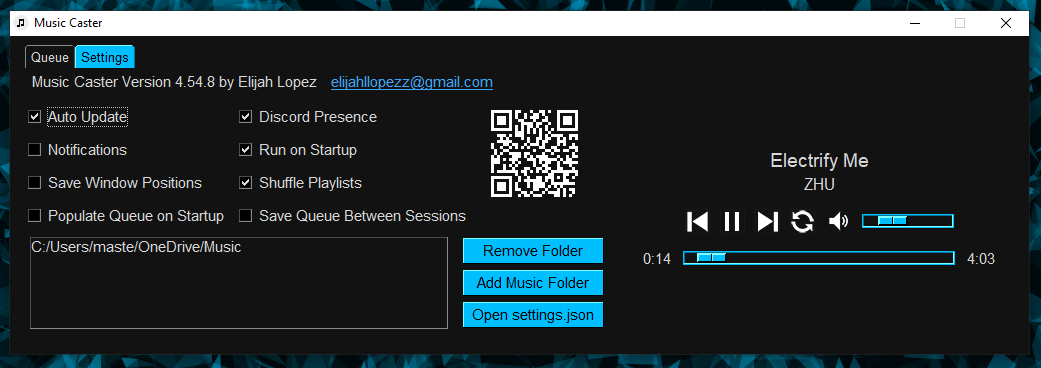 Music Caster
Queue
Settings
Music Caster Version 4.54.8 by Elijah Lopez elijahllopezz@gmail.com
Auto Update
Discord Presence
Notifications
Run on Startup
Save Window Positions
Shuffle Playlists
Populate Queue on Startup
Save Queue Between Sessions
C:/Users/maste/OneDrive/Music
Remove Folder
Add Music Folder
Open settings.json
Electrify Me
ZHU
0:14
4:03